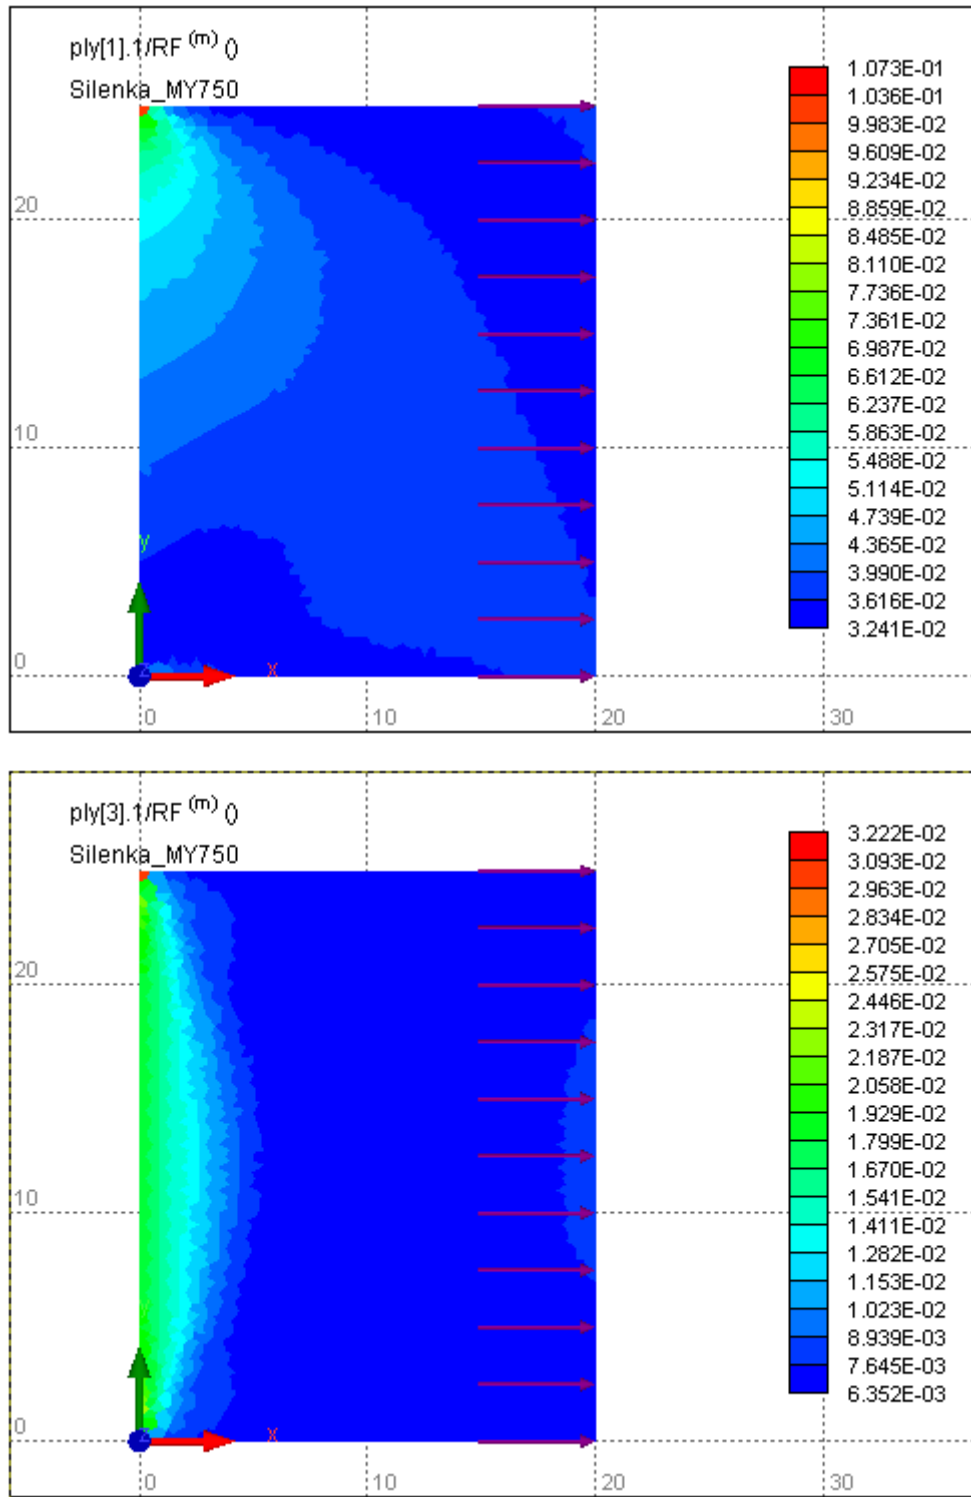 ply[1].1/RF (m) ()
Silenka_MY750
1.073E-01
1.036E-01
9.983E-02
9.609E-02
9.234E-02
8.859E-02
8.485E-02
8.110E-02
7.736E-02
7.361E-02
6.987E-02
6.612E-02
6.237E-02
5.863E-02
5.488E-02
5.114E-02
4.739E-02
4.365E-02
3.990E-02
3.616E-02
3.241E-02
20
10
0
y
z
x
0
10
20
30
ply[3].1/RF (m) ()
Silenka_MY750
3.222E-02
3.093E-02
2.963E-02
2.834E-02
2.705E-02
2.575E-02
2.446E-02
2.317E-02
2.187E-02
2.058E-02
1.929E-02
1.799E-02
1.670E-02
1.541E-02
1.411E-02
1.282E-02
1.153E-02
1.023E-02
8.939E-03
7.645E-03
6.352E-03
20
10
0
y
z
x
0
10
20
30